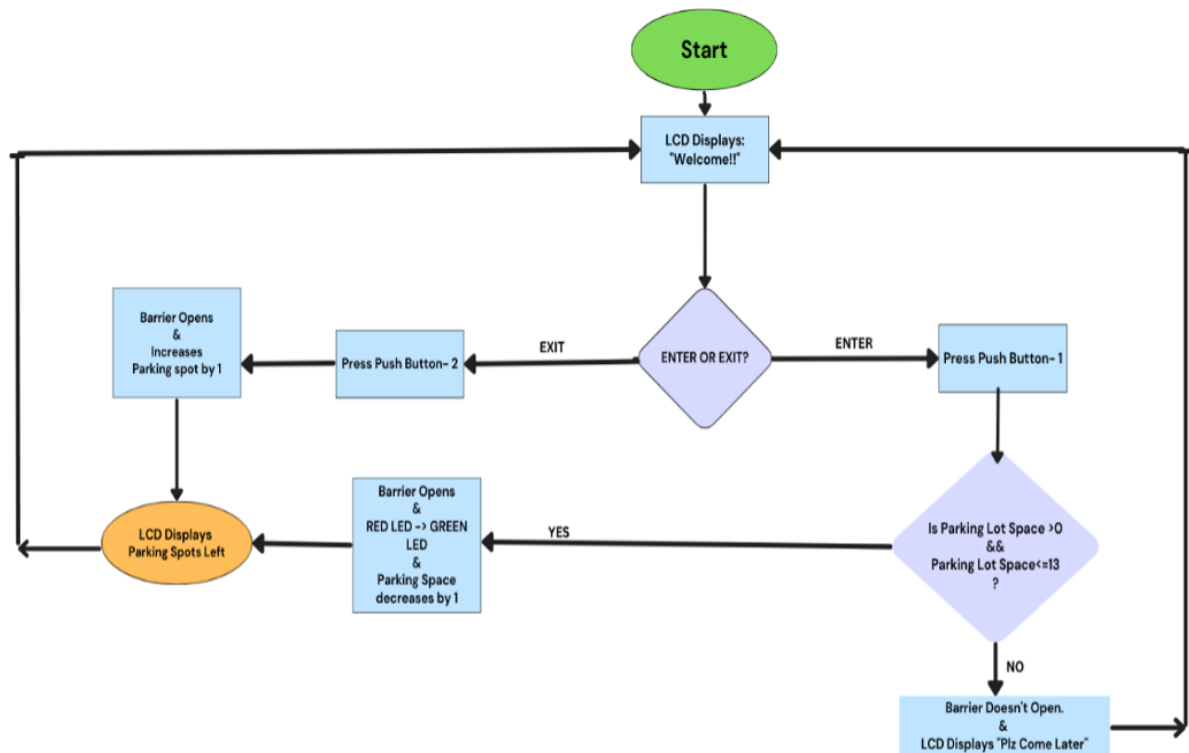 Start
LCD Displays:
"Welcome!!"
ENTER OR EXIT?
EXIT
ENTER
Press Push Button- 2
Press Push Button- 1
Barrier Opens
&
Increases
Parking spot by 1
LCD Displays
Parking Spots Left
Barrier Opens
&
RED LED -> GREEN
LED
&
Parking Space
decreases by 1
YES
Is Parking Lot Space >0
&&
Parking Lot Space<=13
?
NO
Barrier Doesn't Open.
&
LCD Displays "Plz Come Later"